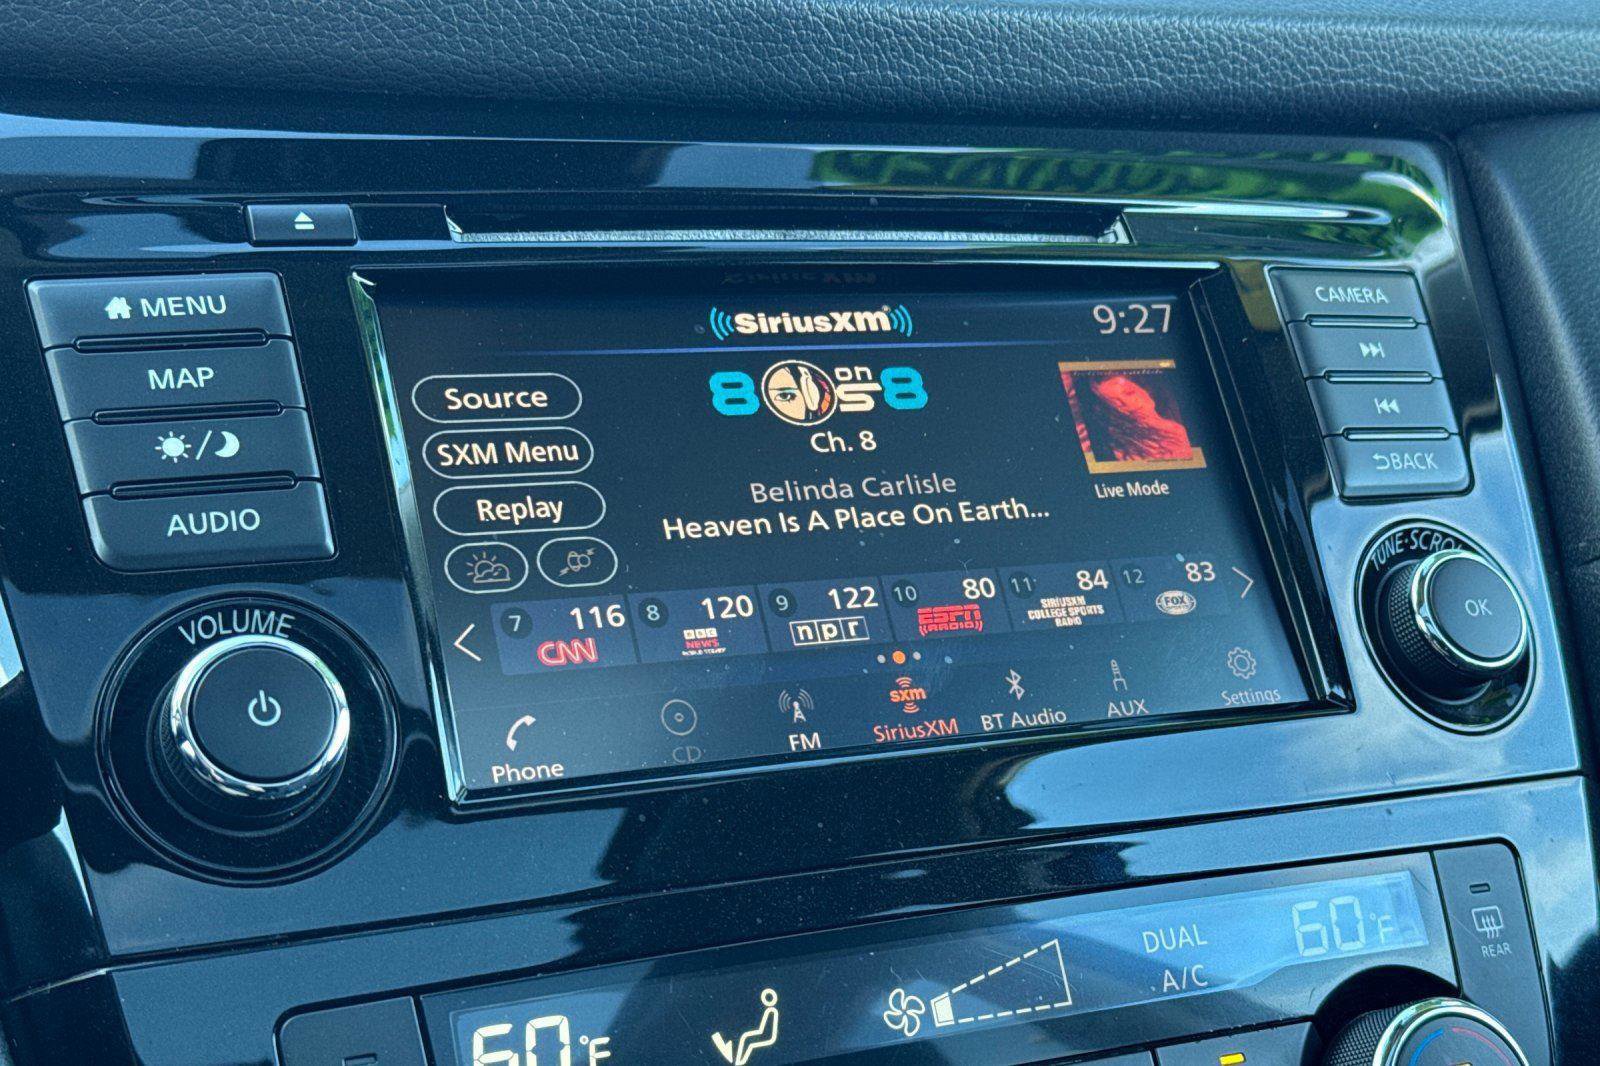 MENU
MAP
AUDIO
VOLUME
SiriusXM
9:27
Source
SXM Menu
Replay
80s on 8
Ch. 8
Belinda Carlisle
Heaven Is A Place On Earth...
Live Mode
7 116 CNN
8 120 BBC NEWS
9 122 npr
10 80 ESPN RADIO
11 84 SIRIUSXM COLLEGE SPORTS RADIO
12 83 FOX
Phone
CD
FM
sxm
SiriusXM
BT Audio
AUX
Settings
CAMERA
BACK
TUNE·SCROLL
OK
60°F
DUAL
A/C
60°F
REAR